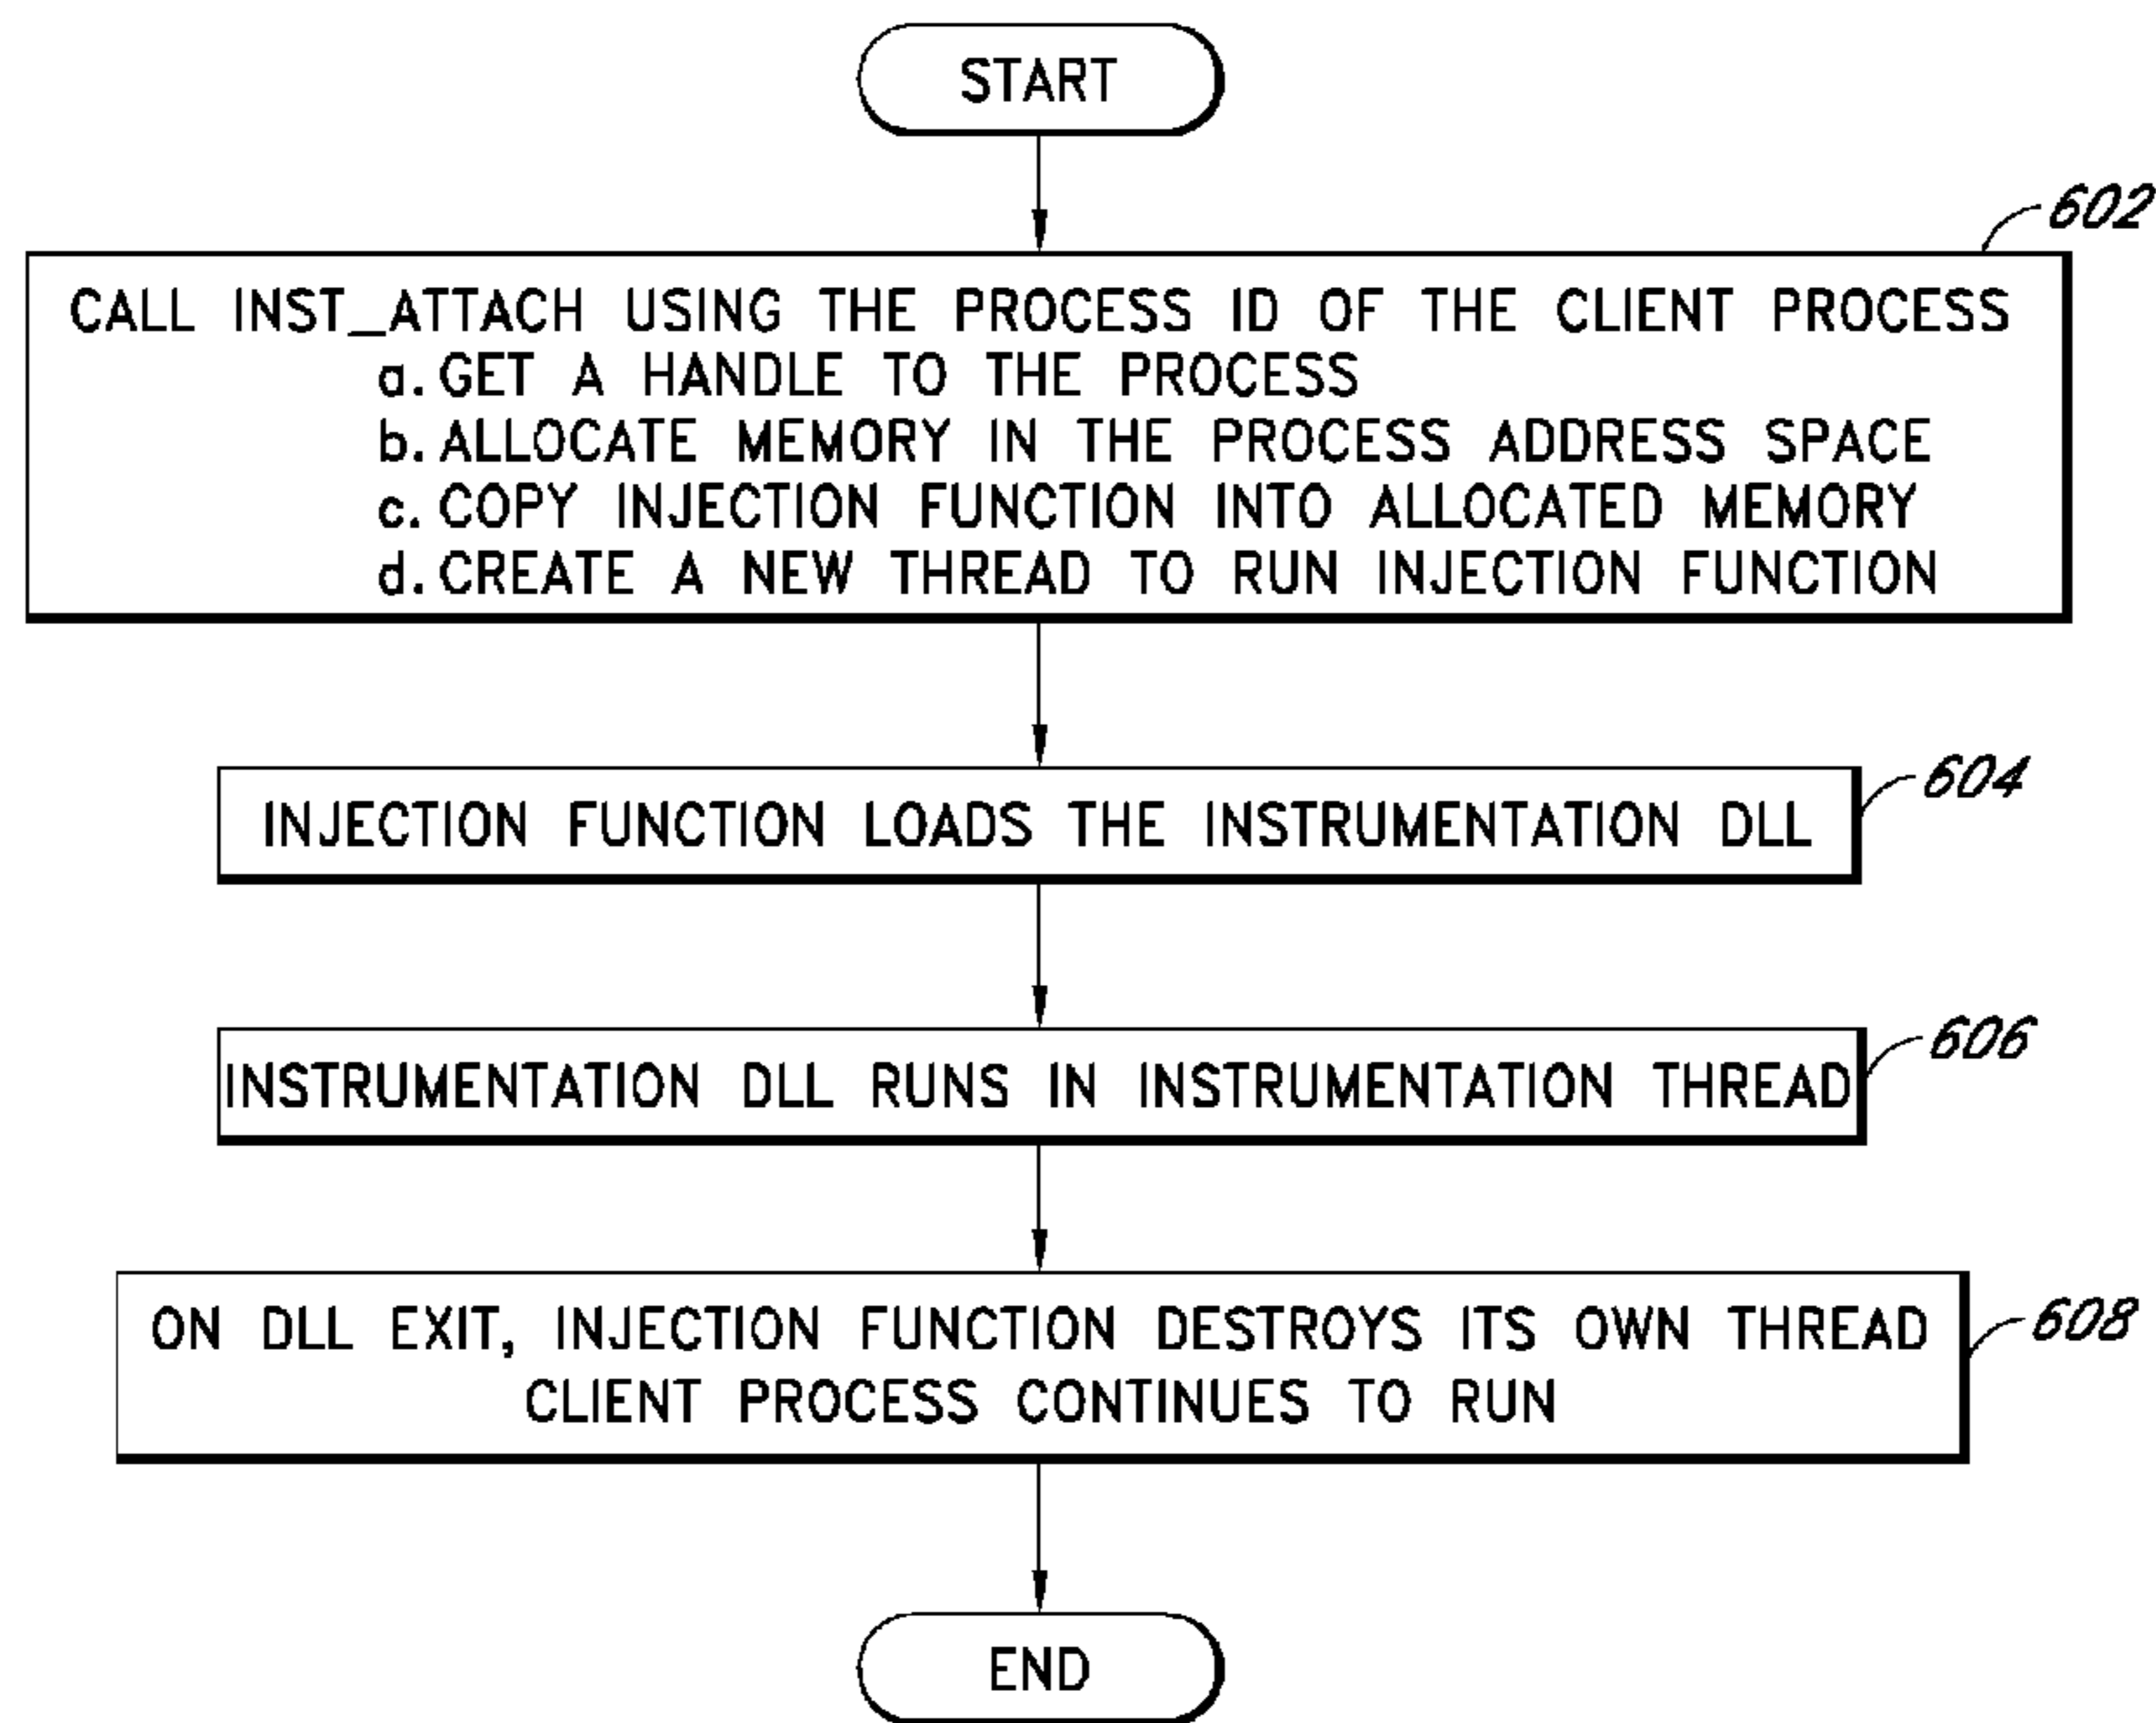 START
602
CALL INST_ATTACH USING THE PROCESS ID OF THE CLIENT PROCESS
a. GET A HANDLE TO THE PROCESS
b. ALLOCATE MEMORY IN THE PROCESS ADDRESS SPACE
c. COPY INJECTION FUNCTION INTO ALLOCATED MEMORY
d. CREATE A NEW THREAD TO RUN INJECTION FUNCTION
604
INJECTION FUNCTION LOADS THE INSTRUMENTATION DLL
606
INSTRUMENTATION DLL RUNS IN INSTRUMENTATION THREAD
608
ON DLL EXIT, INJECTION FUNCTION DESTROYS ITS OWN THREAD
CLIENT PROCESS CONTINUES TO RUN
END